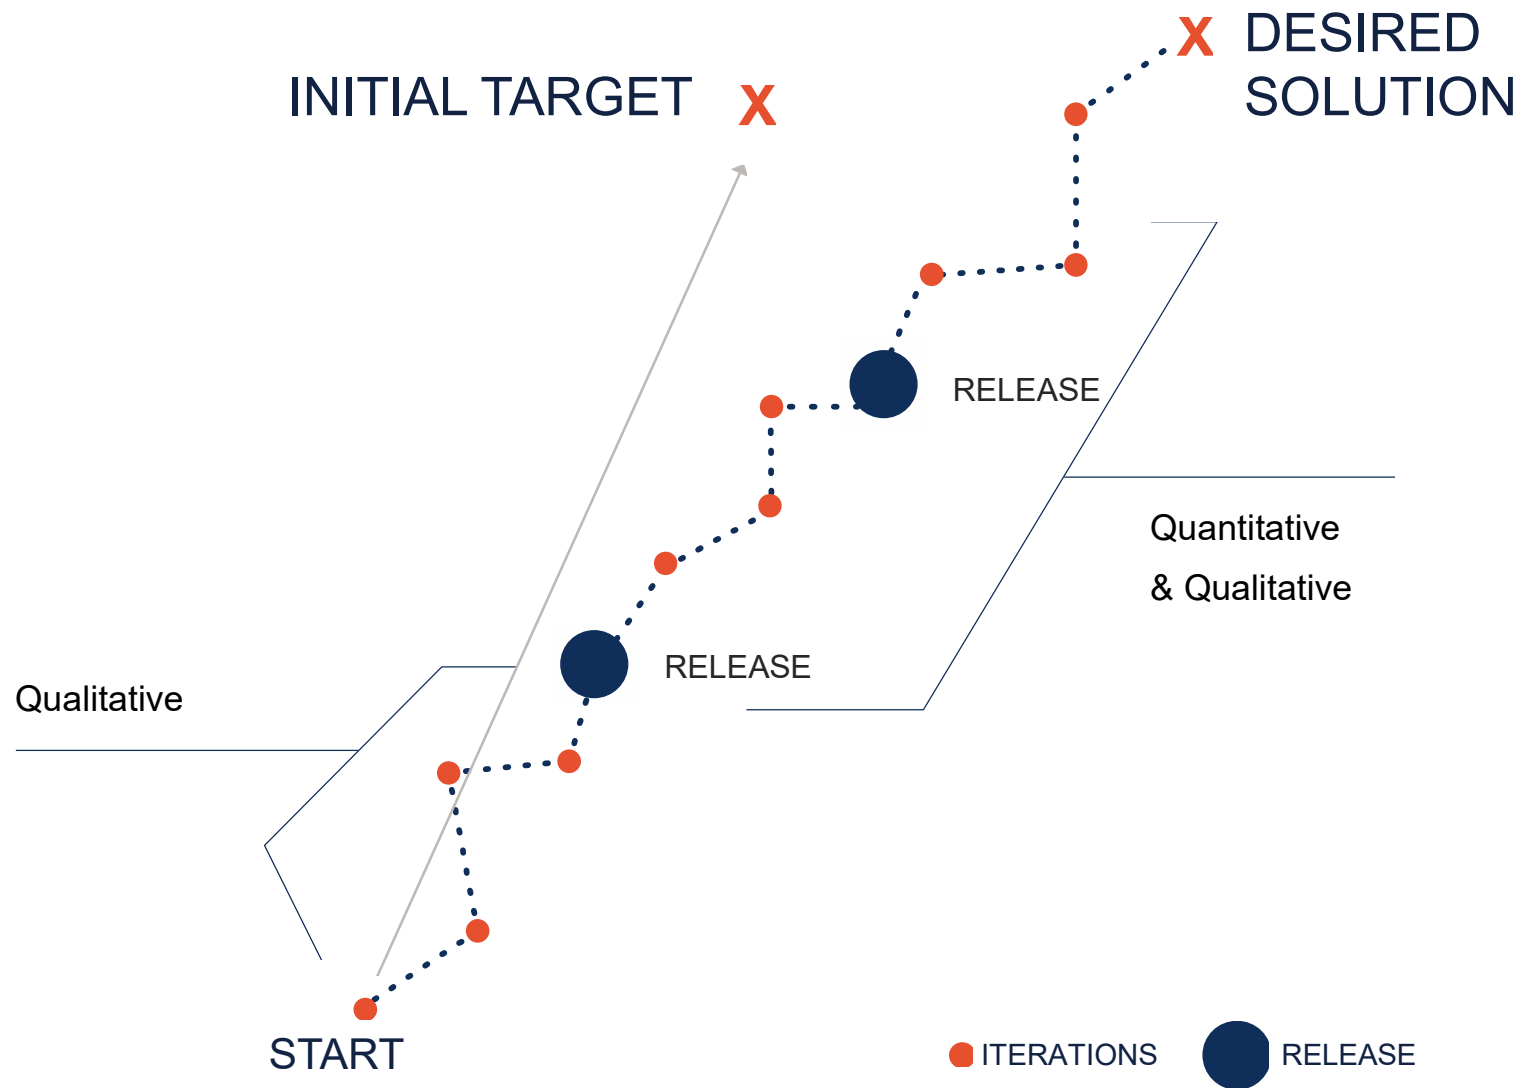 DESIRED
SOLUTION
INITIAL TARGET
X
X
RELEASE
Quantitative
& Qualitative
RELEASE
Qualitative
START
ITERATIONS
RELEASE